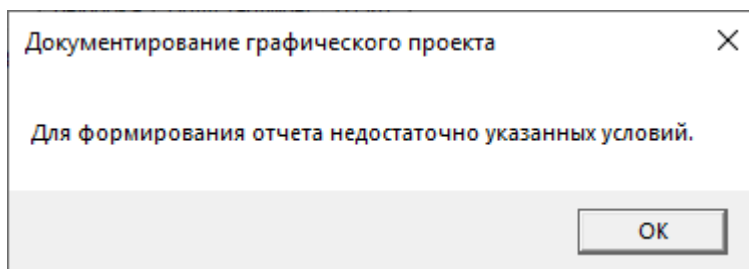 Документирование графического проекта
Для формирования отчета недостаточно указанных условий.
OK